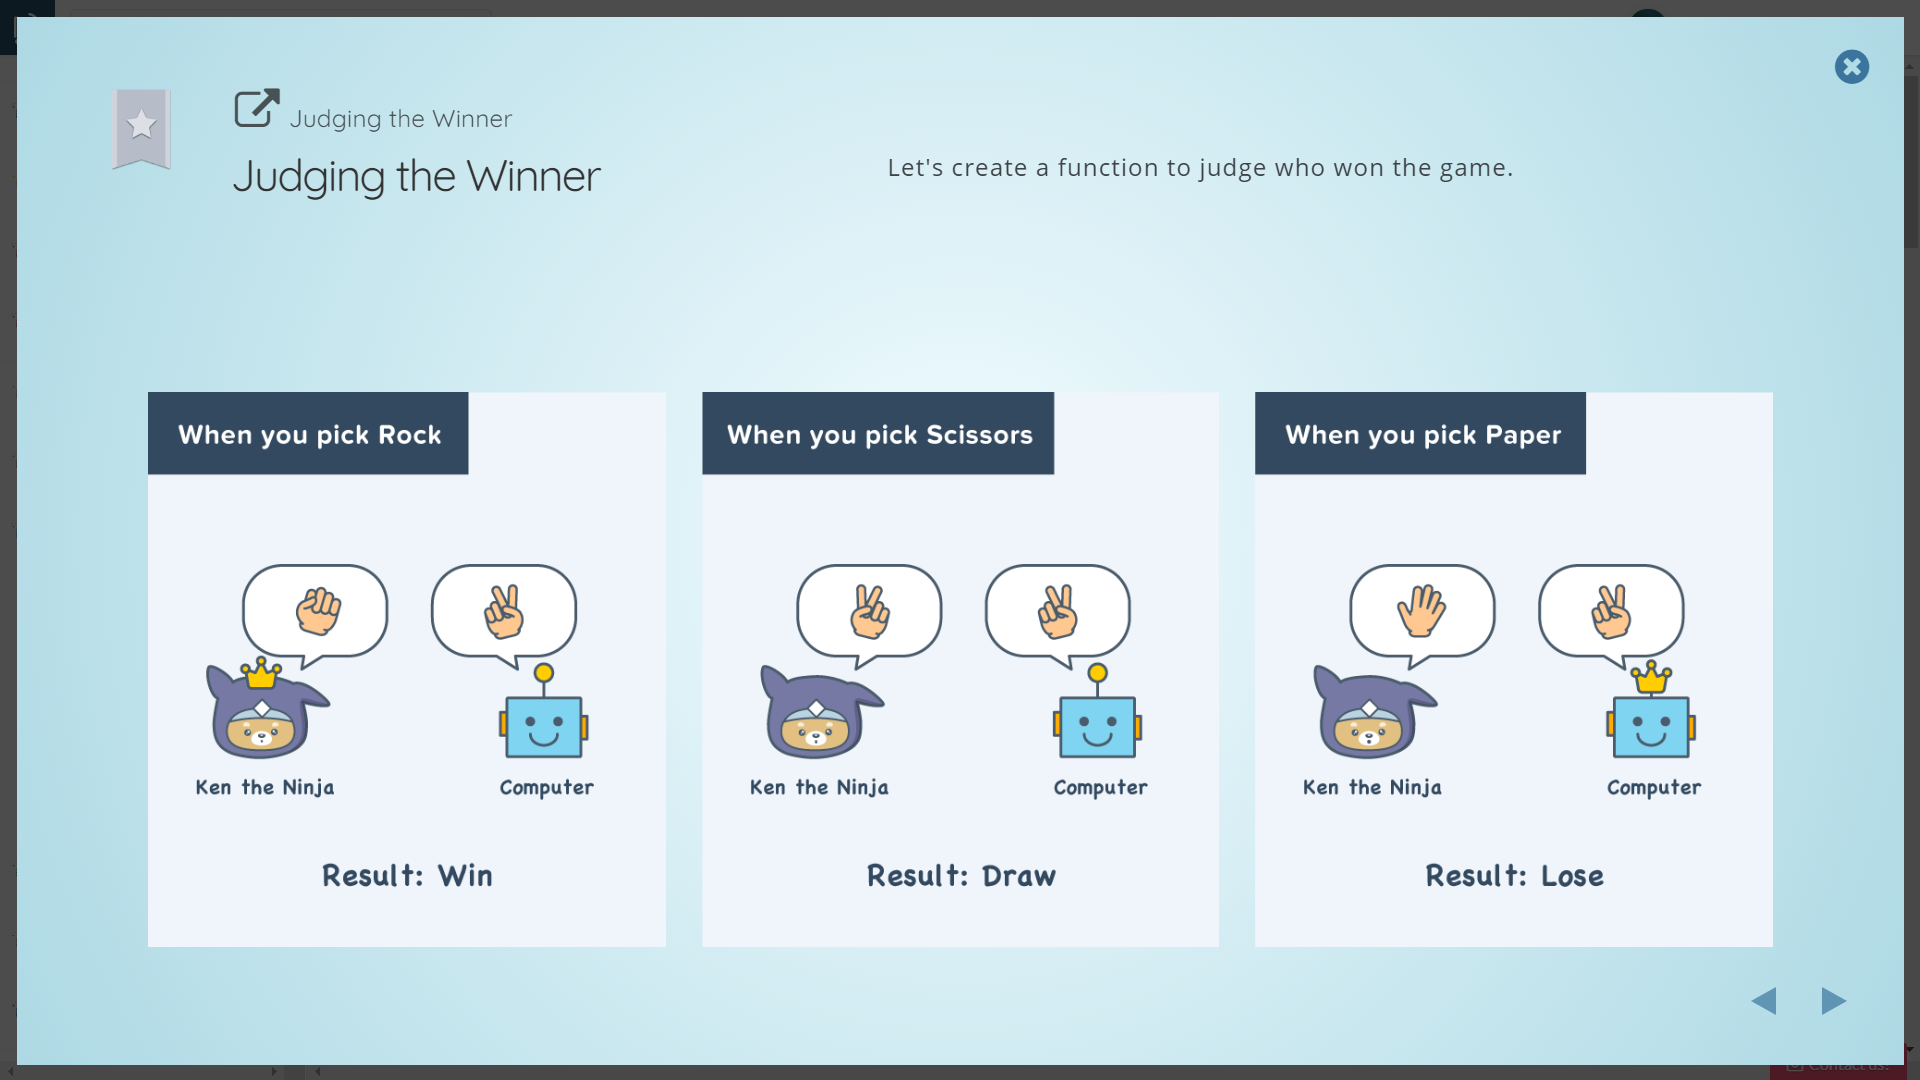 Judging the Winner
Judging the Winner
Let's create a function to judge who won the game.
When you pick Rock
Ken the Ninja
Computer
Result: Win
When you pick Scissors
Ken the Ninja
Computer
Result: Draw
When you pick Paper
Ken the Ninja
Computer
Result: Lose
Contact us!